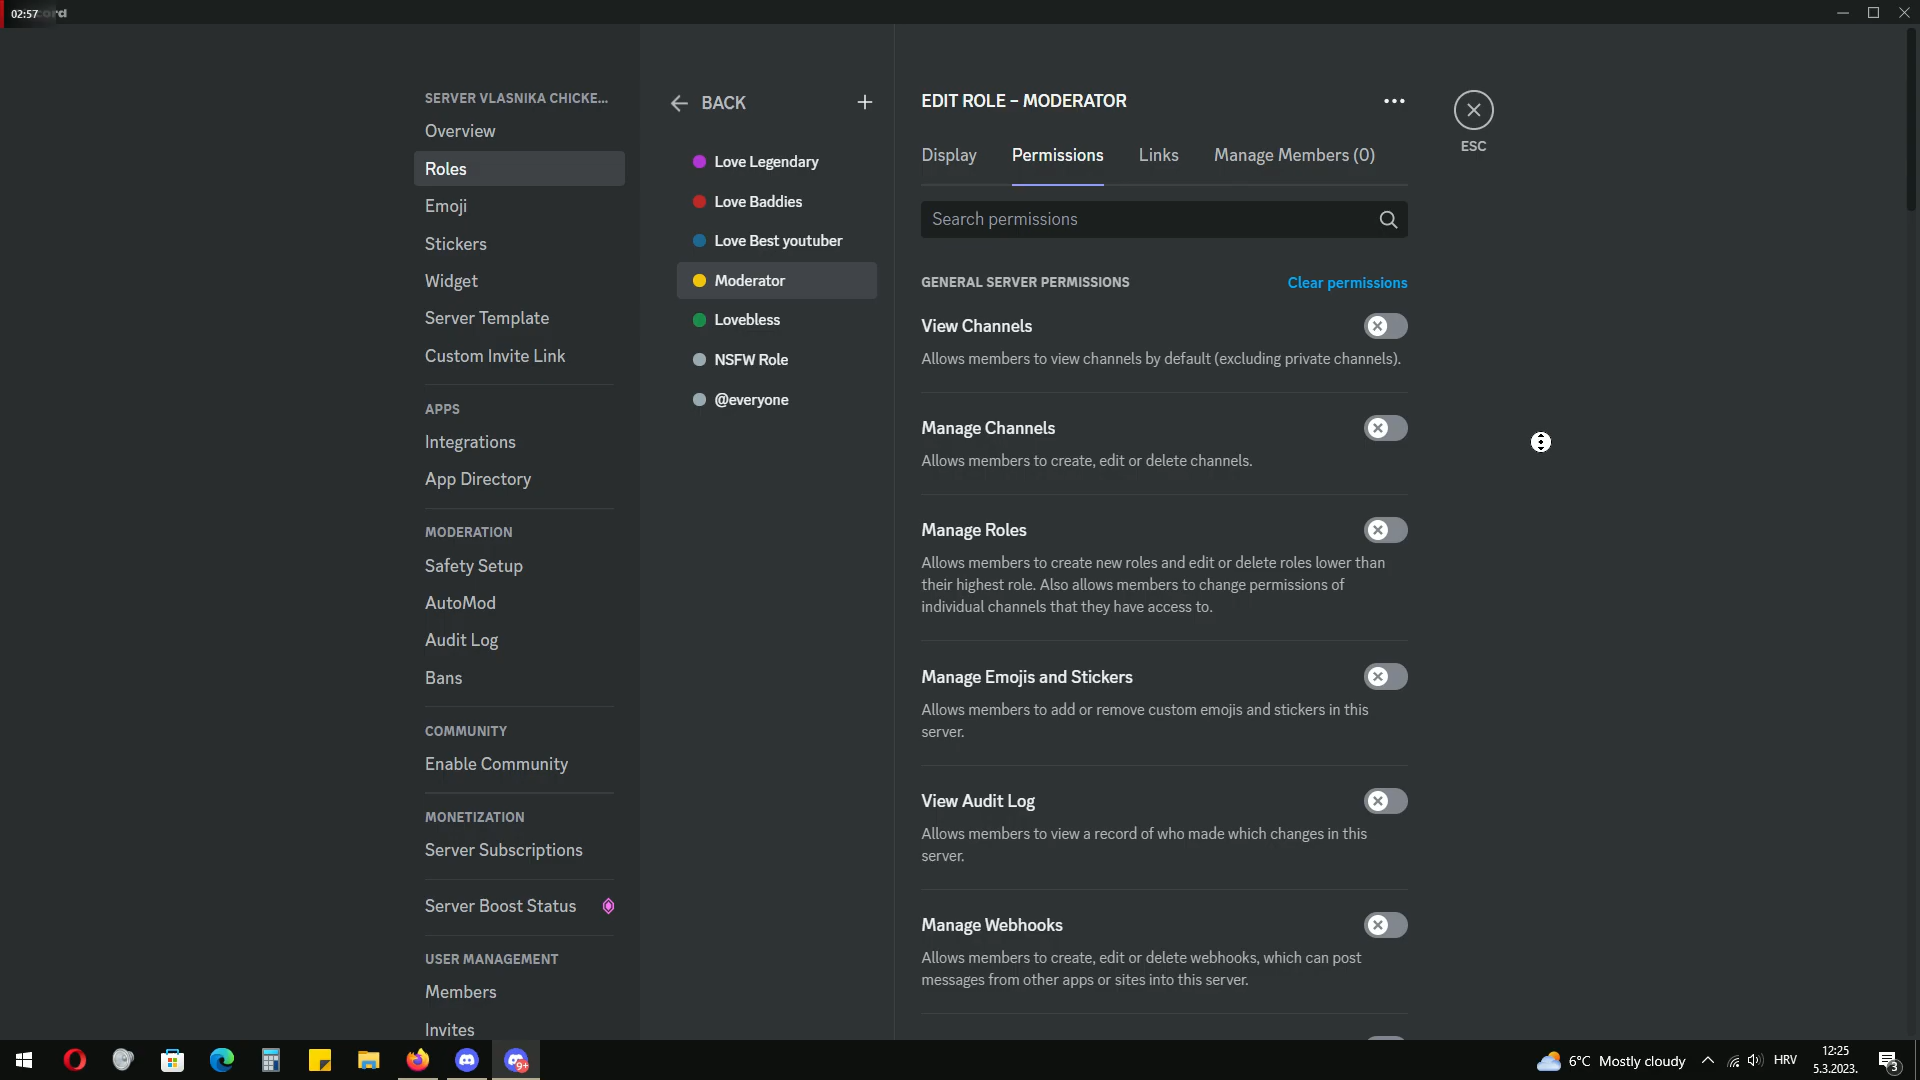 02:57
SERVER VLASNIKA CHICKE...
Overview
Roles
Emoji
Stickers
Widget
Server Template
Custom Invite Link
APPS
Integrations
App Directory
MODERATION
Safety Setup
AutoMod
Audit Log
Bans
COMMUNITY
Enable Community
MONETIZATION
Server Subscriptions
Server Boost Status
USER MANAGEMENT
Members
Invites
BACK
Love Legendary
Love Baddies
Love Best youtuber
Moderator
Lovebless
NSFW Role
@everyone
EDIT ROLE – MODERATOR
ESC
Display Permissions Links Manage Members (0)
Search permissions
GENERAL SERVER PERMISSIONS Clear permissions
View Channels
Allows members to view channels by default (excluding private channels).
Manage Channels
Allows members to create, edit or delete channels.
Manage Roles
Allows members to create new roles and edit or delete roles lower than
their highest role. Also allows members to change permissions of
individual channels that they have access to.
Manage Emojis and Stickers
Allows members to add or remove custom emojis and stickers in this
server.
View Audit Log
Allows members to view a record of who made which changes in this
server.
Manage Webhooks
Allows members to create, edit or delete webhooks, which can post
messages from other apps or sites into this server.
9+
6°C Mostly cloudy
HRV
12:25
5.3.2023.
3